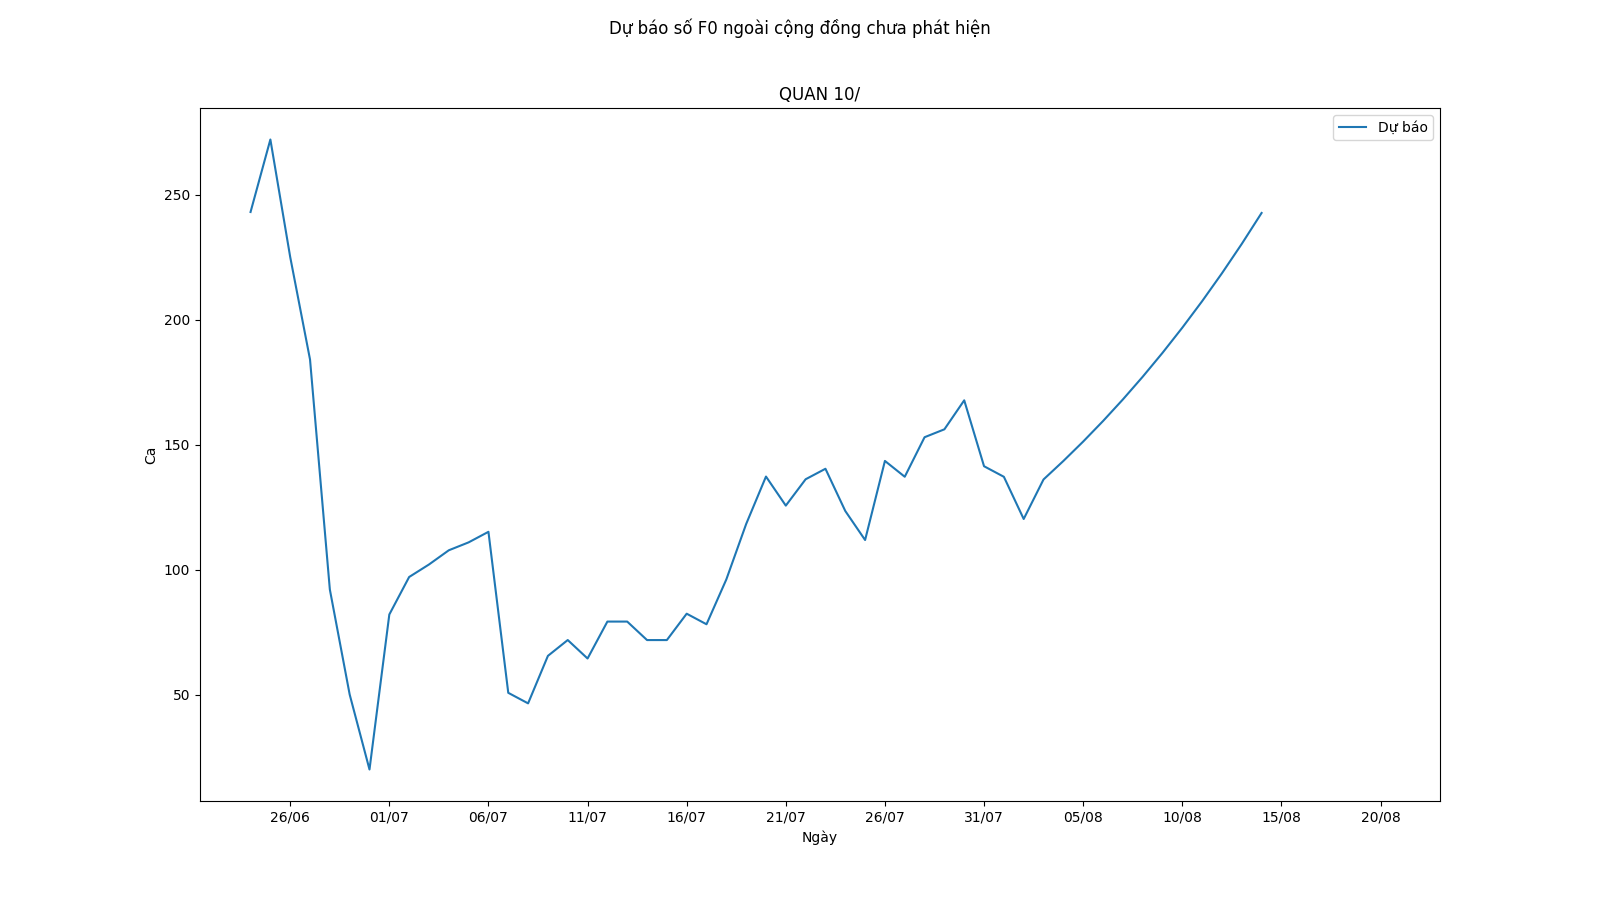 Dự báo số F0 ngoài cộng đồng chưa phát hiện
QUAN 10/
Dự báo
250
200
150
100
50
Ca
26/06 01/07 06/07 11/07 16/07 21/07 26/07 31/07 05/08 10/08 15/08 20/08
Ngày